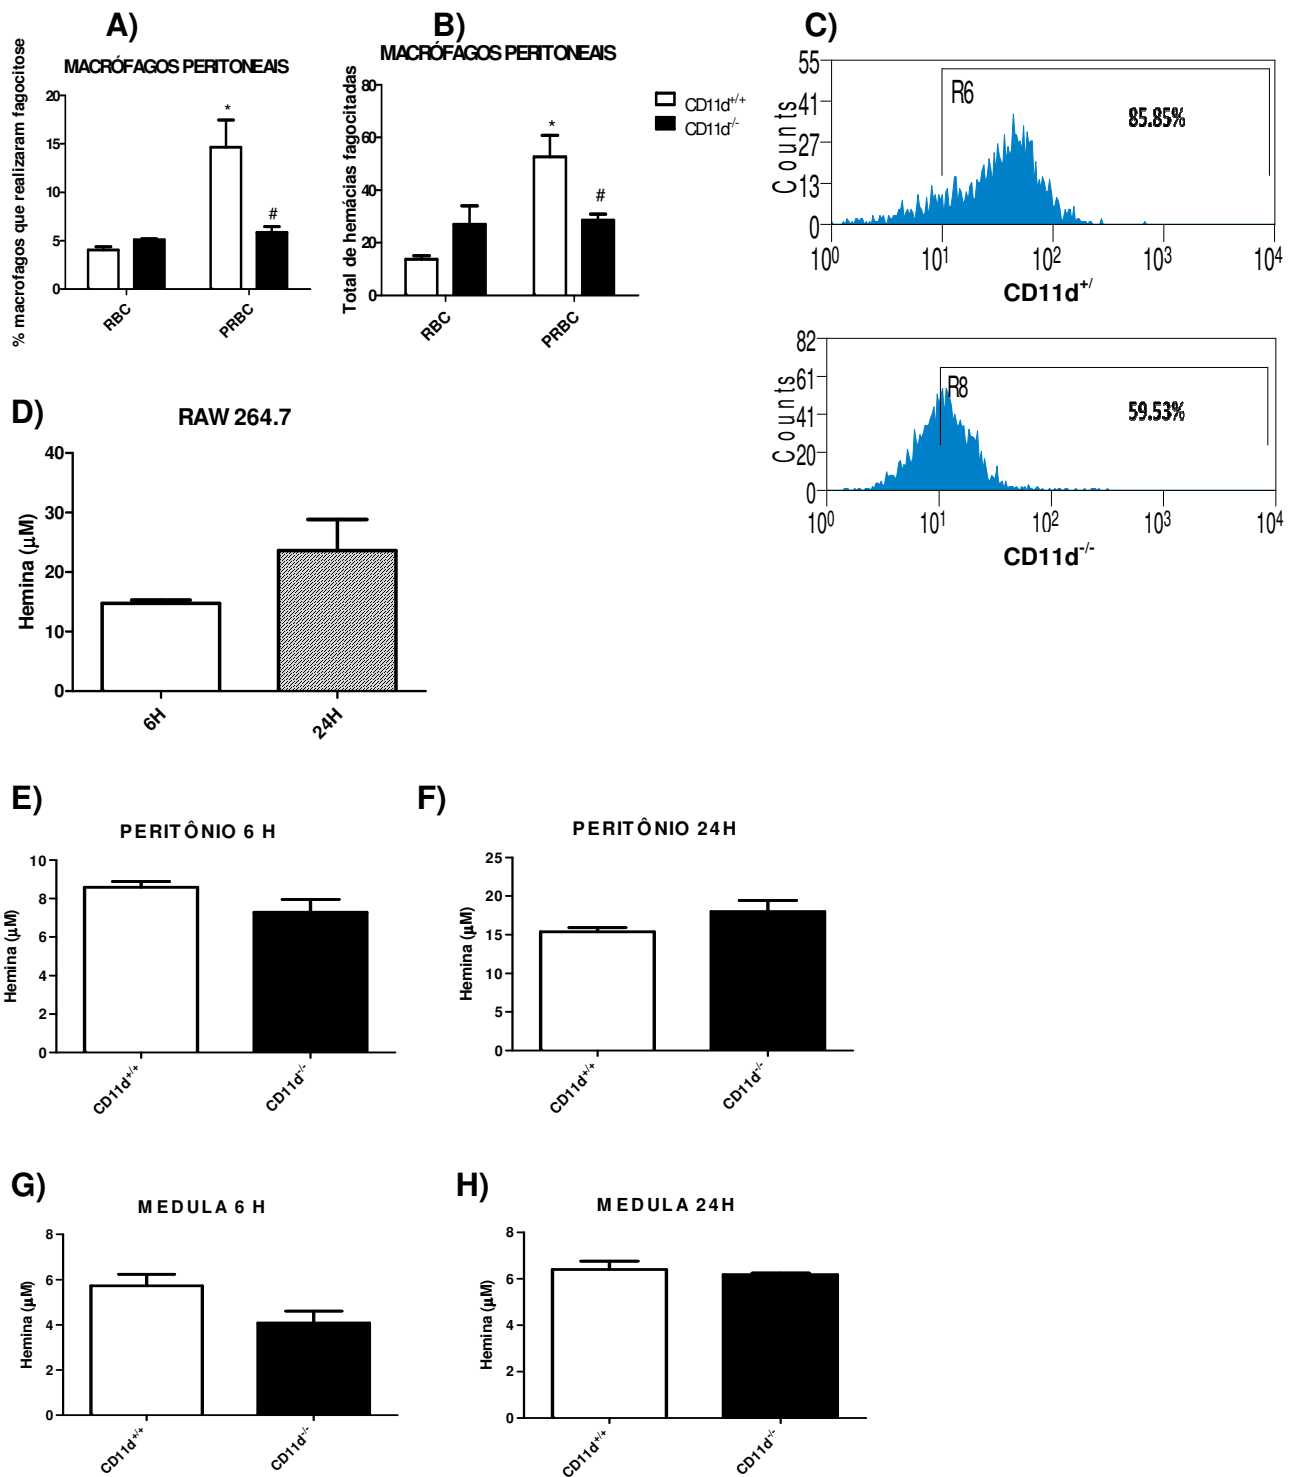 A)
MACRÓFAGOS PERITONEAIS
% macrofagos que realizaram fagocitose
20
15
10
5
0
*
#
RBC
PRBC
B)
MACRÓFAGOS PERITONEAIS
Total de hemácias fagocitadas
80
60
40
20
0
*
#
RBC
PRBC
CD11d+/+
CD11d-/-
C)
Counts
55
41
27
13
0
R6
85.85%
10⁰ 10¹ 10² 10³ 10⁴
CD11d+/
Counts
82
61
41
20
0
R8
59.53%
10⁰ 10¹ 10² 10³ 10⁴
CD11d-/-
D)
RAW 264.7
Hemina (µM)
40
30
20
10
0
6H
24H
E)
PERITÔNIO 6 H
Hemina (µM)
10
8
6
4
2
0
CD11d+/+
CD11d-/-
F)
PERITÔNIO 24H
Hemina (µM)
25
20
15
10
5
0
CD11d+/+
CD11d-/-
G)
MEDULA 6 H
Hemina (µM)
8
6
4
2
0
CD11d+/+
CD11d-/-
H)
MEDULA 24H
Hemina (µM)
8
6
4
2
0
CD11d+/+
CD11d-/-